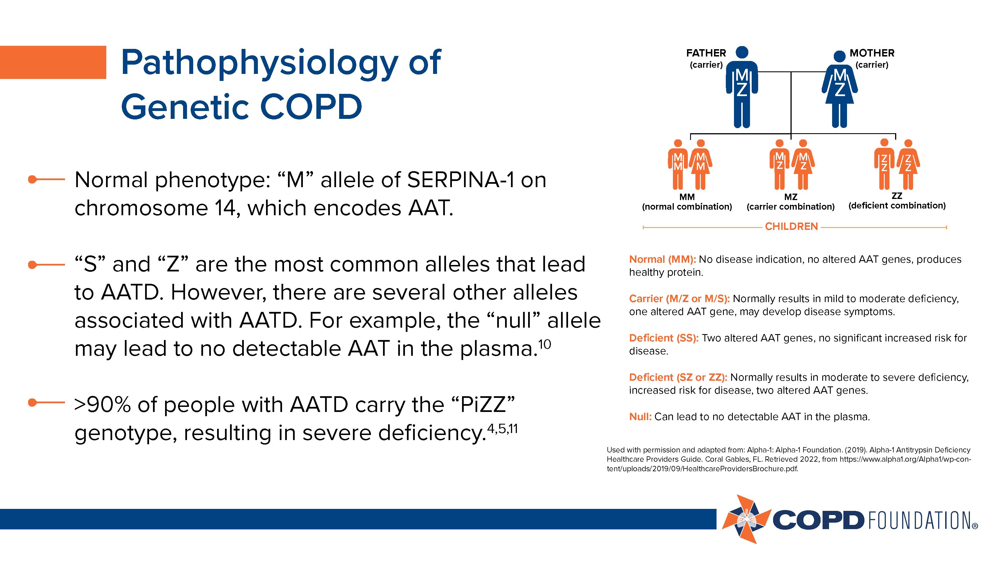 Pathophysiology of
Genetic COPD
Normal phenotype: “M” allele of SERPINA-1 on
chromosome 14, which encodes AAT.
“S” and “Z” are the most common alleles that lead
to AATD. However, there are several other alleles
associated with AATD. For example, the “null” allele
may lead to no detectable AAT in the plasma.10
>90% of people with AATD carry the “PiZZ”
genotype, resulting in severe deficiency.4,5,11
FATHER
(carrier)
M
Z
MOTHER
(carrier)
M
Z
M M
M M
M M
Z Z
Z Z
Z Z
MM
(normal combination)
MZ
(carrier combination)
ZZ
(deficient combination)
CHILDREN
Normal (MM): No disease indication, no altered AAT genes, produces
healthy protein.
Carrier (M/Z or M/S): Normally results in mild to moderate deficiency,
one altered AAT gene, may develop disease symptoms.
Deficient (SS): Two altered AAT genes, no significant increased risk for
disease.
Deficient (SZ or ZZ): Normally results in moderate to severe deficiency,
increased risk for disease, two altered AAT genes.
Null: Can lead to no detectable AAT in the plasma.
Used with permission and adapted from: Alpha-1: Alpha-1 Foundation. (2019). Alpha-1 Antitrypsin Deficiency
Healthcare Providers Guide. Coral Gables, FL. Retrieved 2022, from https://www.alpha1.org/Alpha1/wp-con-
tent/uploads/2019/09/HealthcareProvidersBrochure.pdf.
COPD FOUNDATION®